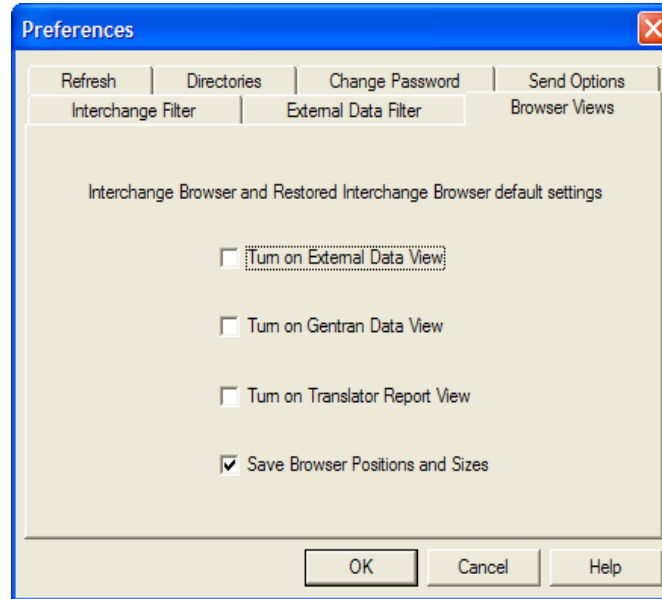 Preferences
Refresh Directories Change Password Send Options
Interchange Filter External Data Filter Browser Views
Interchange Browser and Restored Interchange Browser default settings
Turn on External Data View
Turn on Gentran Data View
Turn on Translator Report View
Save Browser Positions and Sizes
OK Cancel Help